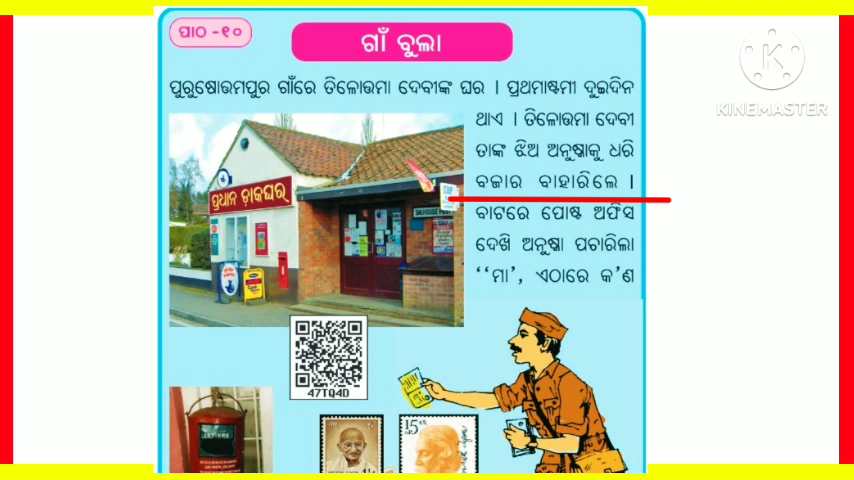 ପାଠ -୧୦
ଗାଁ ବୁଲା
ପୁରୁଷୋତ୍ତମପୁର ଗାଁରେ ତିଳୋତ୍ତମା ଦେବୀଙ୍କ ଘର । ପ୍ରଥମାଷ୍ଟମୀ ଦୁଇଦିନ
ଥାଏ । ତିଳୋତ୍ତମା ଦେବୀ
ତାଙ୍କ ଝିଅ ଅନୁଷ୍କାକୁ ଧରି
ବଜାର ବାହାରିଲେ ।
ବାଟରେ ପୋଷ୍ଟ ଅଫିସ
ଦେଖି ଅନୁଷ୍କା ପଚାରିଲା
‘‘ମା’, ଏଠାରେ କ’ଣ
ପ୍ରଧାନ ଡ଼ାକଘର୍
47TQ4D
LETTERS
15
KINEMASTER